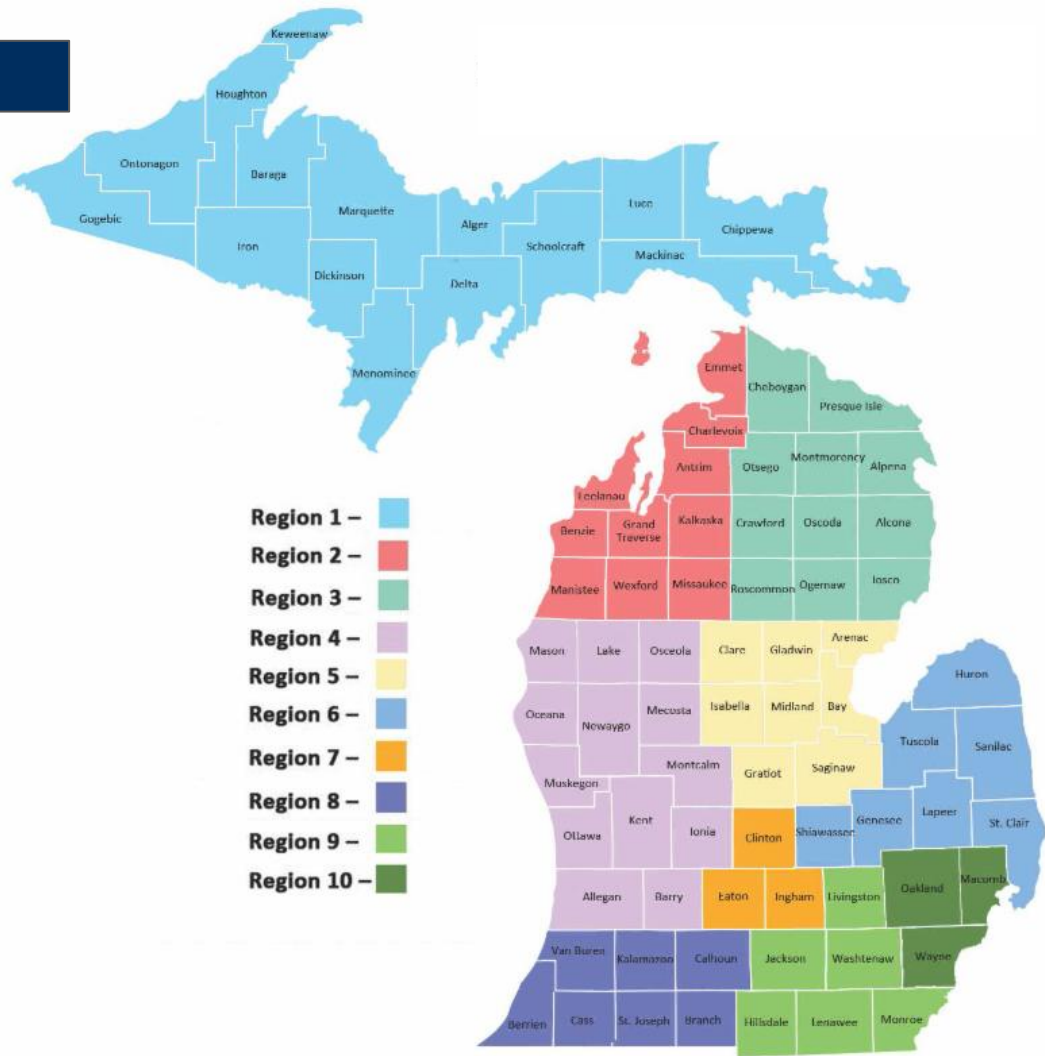 Keweenaw
Houghton
Ontonagon
Baraga
Gogebic
Marquette
Alger
Luce
Chippewa
Iron
Schoolcraft
Mackinac
Dickinson
Delta
Menominee
Emmet
Cheboygan
Presque Isle
Charlevoix
Antrim
Otsego
Montmorency
Alpena
Leelanau
Benzie
Grand
Traverse
Kalkaska
Crawford
Oscoda
Alcona
Manistee
Wexford
Missaukee
Roscommon
Ogemaw
Iosco
Region 1 –
Region 2 –
Region 3 –
Region 4 –
Region 5 –
Region 6 –
Region 7 –
Region 8 –
Region 9 –
Region 10 –
Mason
Lake
Osceola
Clare
Gladwin
Arenac
Huron
Oceana
Newaygo
Mecosta
Isabella
Midland
Bay
Tuscola
Sanilac
Muskegon
Montcalm
Gratiot
Saginaw
Ottawa
Kent
Ionia
Clinton
Shiawassee
Genesee
Lapeer
St. Clair
Allegan
Barry
Eaton
Ingham
Livingston
Oakland
Macomb
Van Buren
Kalamazoo
Calhoun
Jackson
Washtenaw
Wayne
Berrien
Cass
St. Joseph
Branch
Hillsdale
Lenawee
Monroe